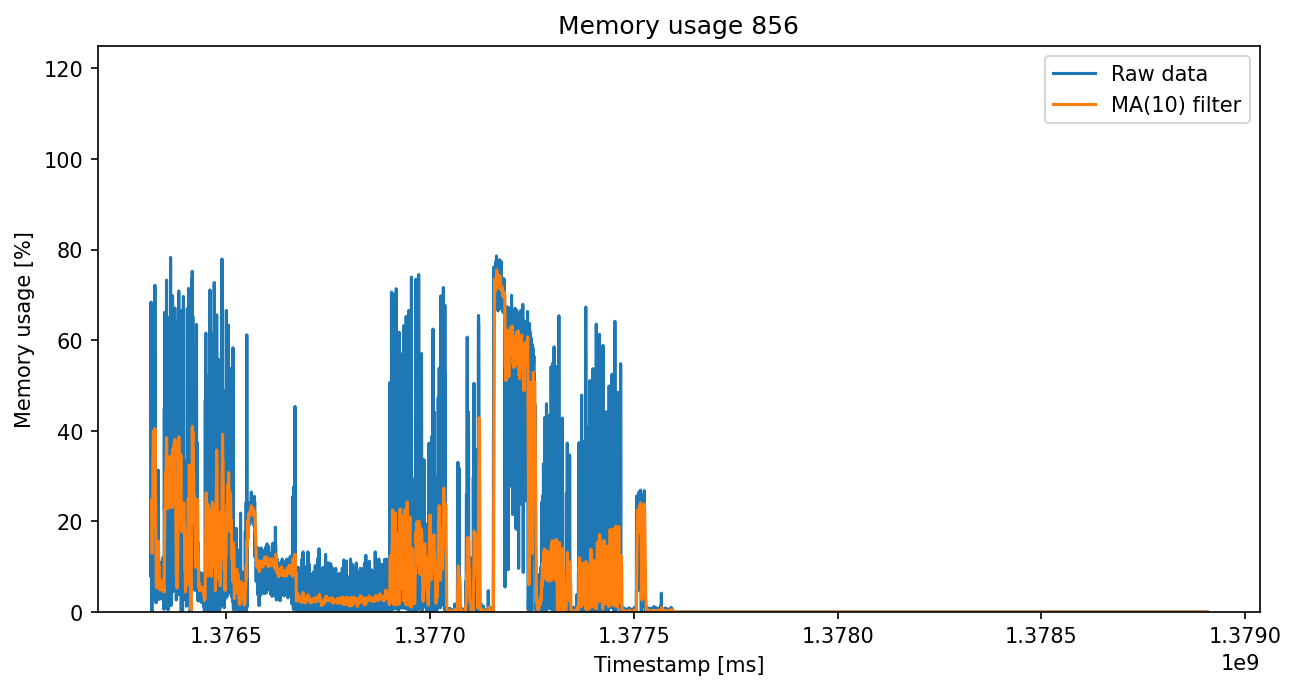 Memory usage 856
Raw data
MA(10) filter
Memory usage [%]
120
100
80
60
40
20
0
1.3765 1.3770 1.3775 1.3780 1.3785 1.3790
1e9
Timestamp [ms]